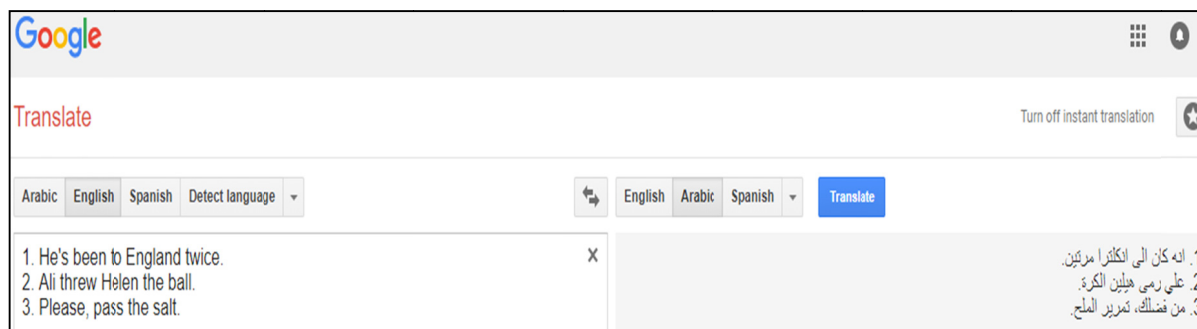 Google
Translate
Turn off instant translation
Arabic English Spanish Detect language
English Arabic Spanish Translate
1. He's been to England twice.
2. Ali threw Helen the ball.
3. Please, pass the salt.
1. انه كان الى انكلترا مرتين.
2. علي رمى هيلين الكرة.
3. من فضلك، تمرير الملح.